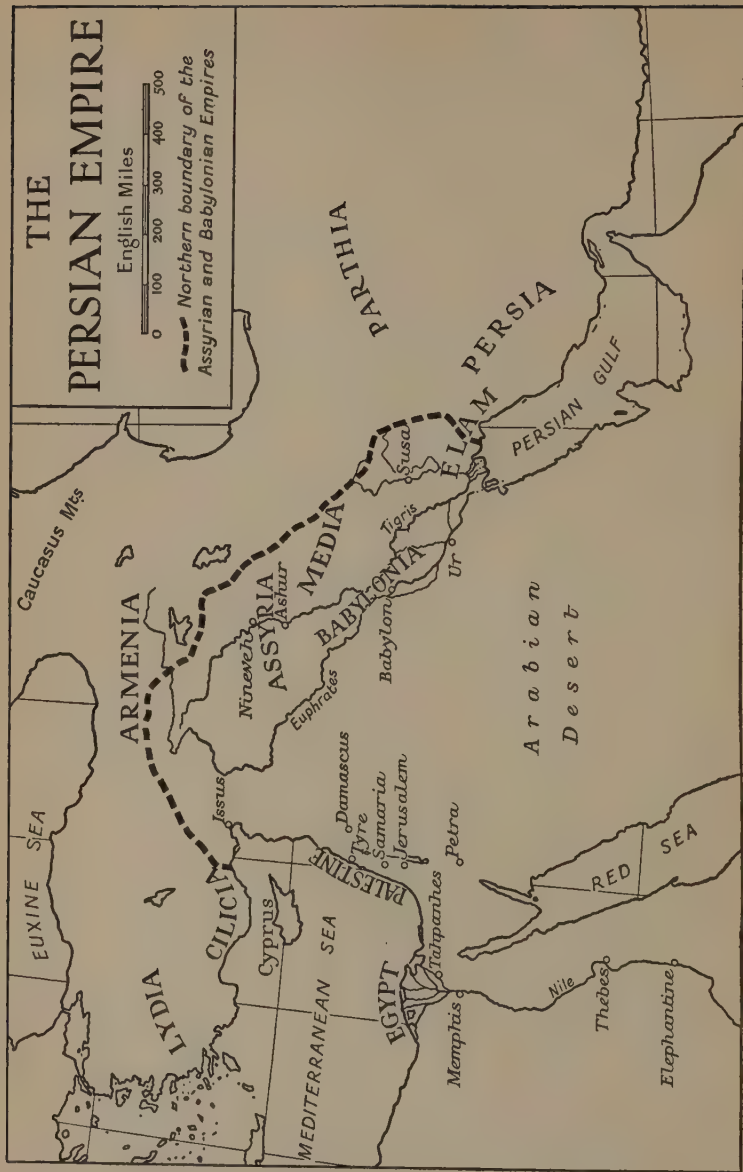 THE
PERSIAN EMPIRE
English Miles
0 100 200 300 400 500
Northern boundary of the
Assyrian and Babylonian Empires
EUXINE SEA
Caucasus Mts
ARMENIA
LYDIA
CILICIA
Issus
Cyprus
MEDITERRANEAN SEA
Nineveh
ASSYRIA
Ashur
MEDIA
PARTHIA
Euphrates
BABYLONIA
Babylon
Tigris
Susa
ELAM
PERSIA
Ur
PERSIAN GULF
Damascus
Tyre
Samaria
Jerusalem
PALESTINE
Petra
EGYPT
Tahpanhes
Memphis
Nile
Thebes
Elephantine
RED SEA
Arabian
Desert